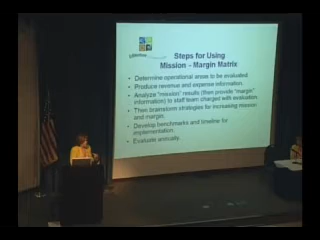 Steps for Using
Mission - Margin Matrix
• Determine operational areas to be evaluated.
• Produce revenue and expense information.
• Analyze "mission" results (then provide "margin"
information) to staff team charged with evaluation.
• Then brainstorm strategies for increasing mission
and margin.
• Develop benchmarks and timeline for
implementation.
• Evaluate annually.